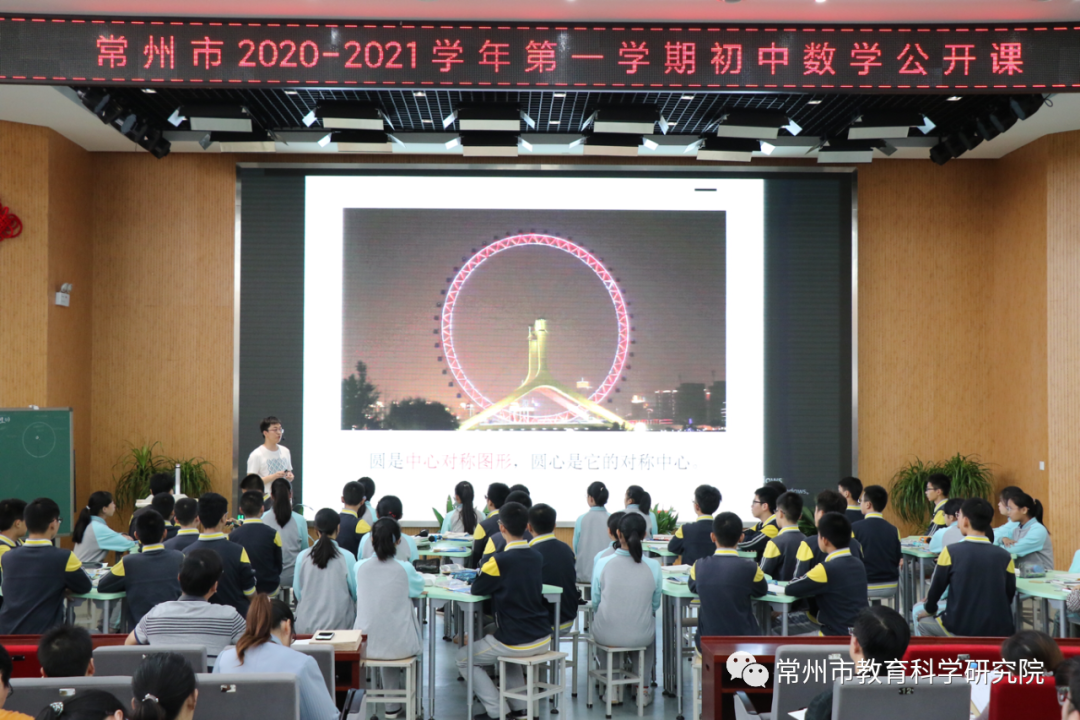 常州市2020-2021学年第一学期初中数学公开课
圆是中心对称图形，圆心是它的对称中心。
常州市教育科学研究院